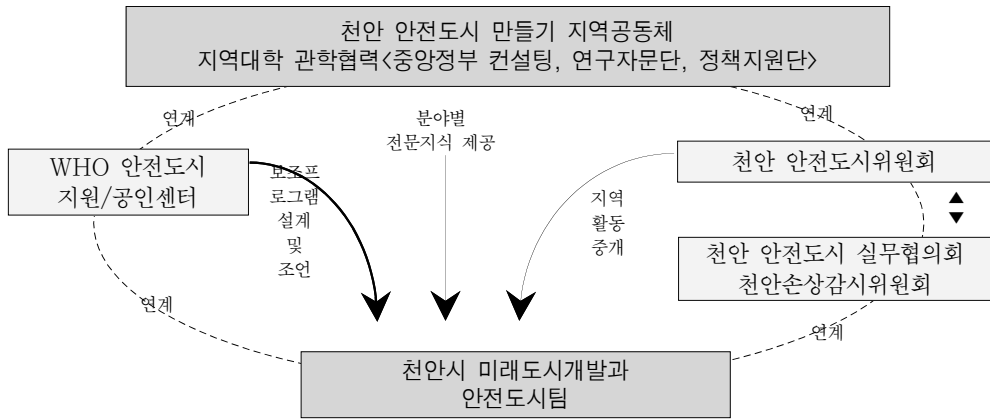 천안 안전도시 만들기 지역공동체
지역대학 관학협력<중앙정부 컨설팅, 연구자문단, 정책지원단>
연계
분야별
전문지식 제공
연계
WHO 안전도시
지원/공인센터
보조프
로그램
설계
및
조언
지역
활동
중개
천안 안전도시위원회
천안 안전도시 실무협의회
천안손상감시위원회
연계
연계
천안시 미래도시개발과
안전도시팀